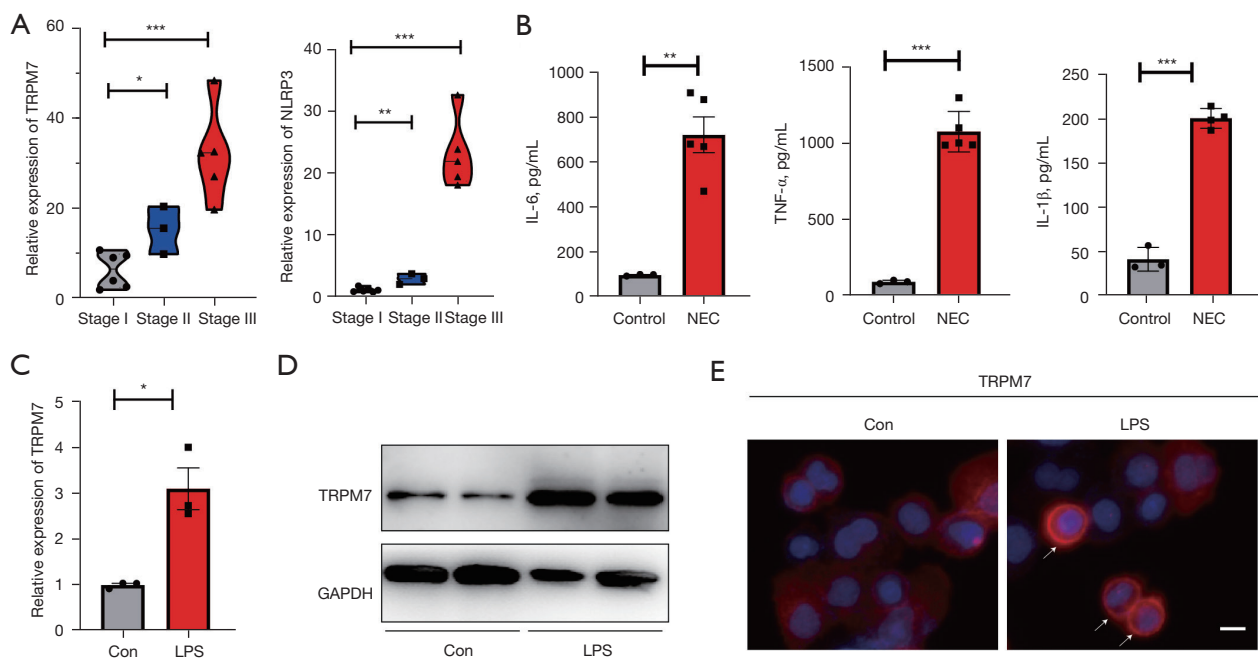 A
Relative expression of TRPM7
60
40
20
0
***
*
Stage I
Stage II
Stage III
Relative expression of NLRP3
40
30
20
10
0
***
**
Stage I
Stage II
Stage III
B
IL-6, pg/mL
1000
800
600
400
200
0
**
Control
NEC
TNF-α, pg/mL
1500
1000
500
0
***
Control
NEC
IL-1β, pg/mL
250
200
150
100
50
0
***
Control
NEC
C
Relative expression of TRPM7
5
4
3
2
1
0
*
Con
LPS
D
TRPM7
GAPDH
Con
LPS
E
TRPM7
Con
LPS